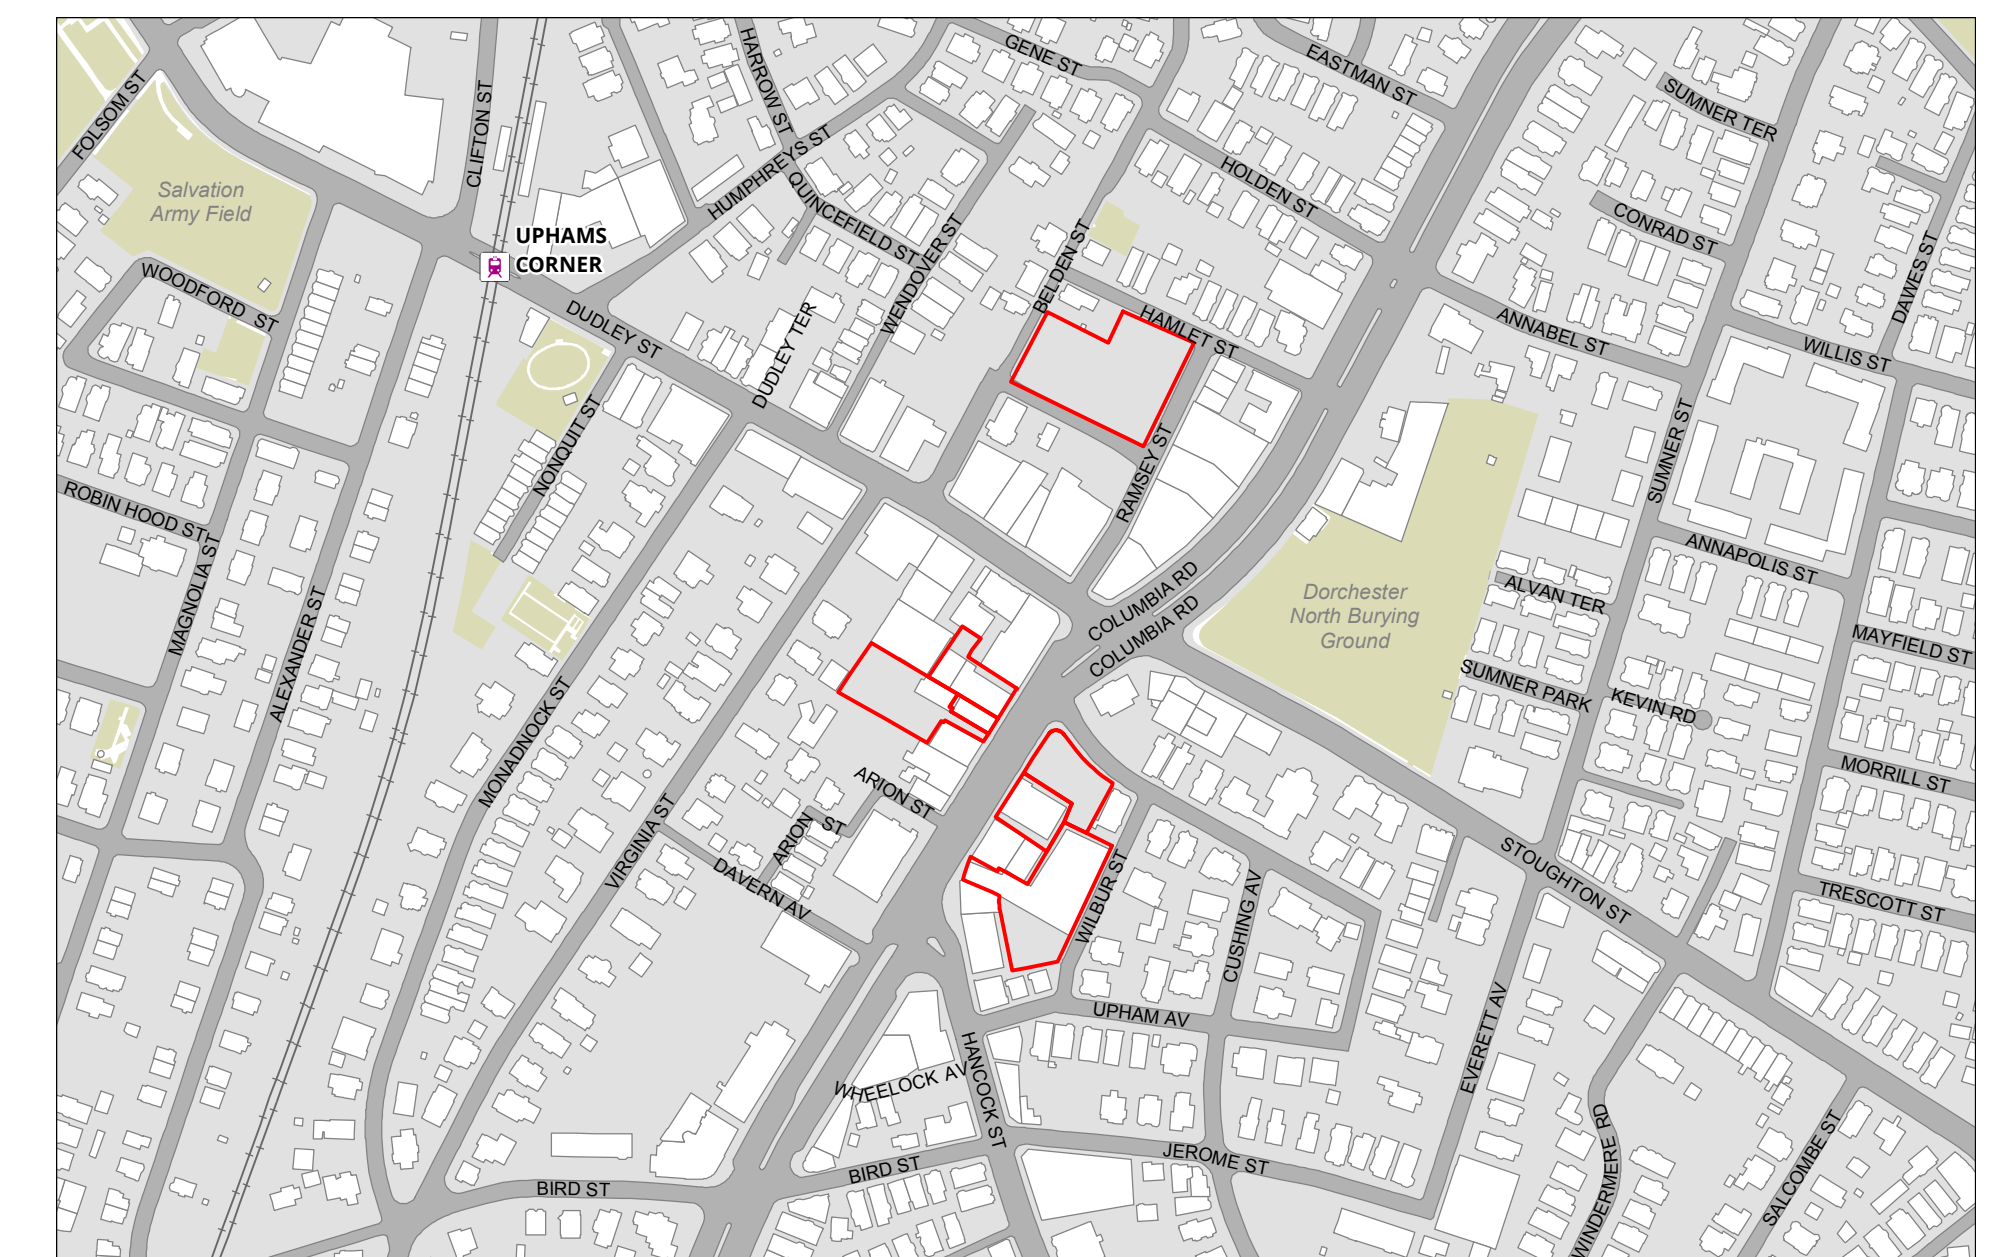 GENE ST
EASTMAN ST
HARROW ST
FOLSOM ST
CLIFTON ST
SUMNER TER
HUMPHREYS ST
Salvation
Army Field
QUINCEFIELD ST
HOLDEN ST
CONRAD ST
UPHAMS
CORNER
WENDOVER ST
BELDEN ST
DAWES ST
WOODFORD ST
DUDLEY ST
DUDLEY TER
HAMLET ST
ANNABEL ST
WILLIS ST
NONQUIT ST
RAMSEY ST
SUMNER ST
ROBIN HOOD ST
MAGNOLIA ST
ALEXANDER ST
ANNAPOLIS ST
COLUMBIA RD
COLUMBIA RD
Dorchester
North Burying
Ground
ALVAN TER
MAYFIELD ST
SUMNER PARK
KEVIN RD
MONADNOCK ST
VIRGINIA ST
ARION ST
ARION ST
MORRILL ST
DAVERN AV
WILBUR ST
CUSHING AV
STOUGHTON ST
TRESCOTT ST
UPHAM AV
EVERETT AV
WHEELOCK AV
HANCOCK ST
JEROME ST
BIRD ST
BIRD ST
WINDERMERE RD
SALCOMBE ST